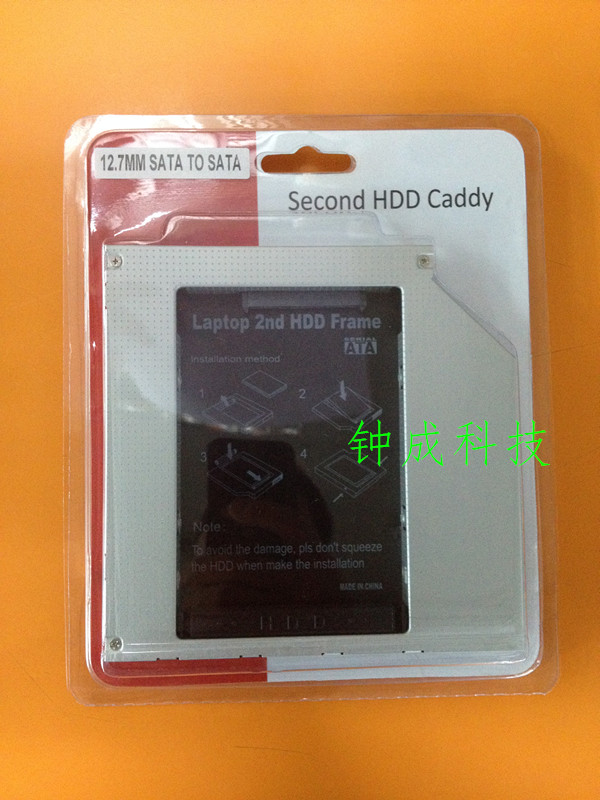 12.7MM SATA TO SATA
Second HDD Caddy
Laptop 2nd HDD Frame
ATA
Installation method
1
2
钟成科技
3
4
Note:
To avoid the damage, pls don't squeeze
the HDD when make the installation
MADE IN CHINA
HDD